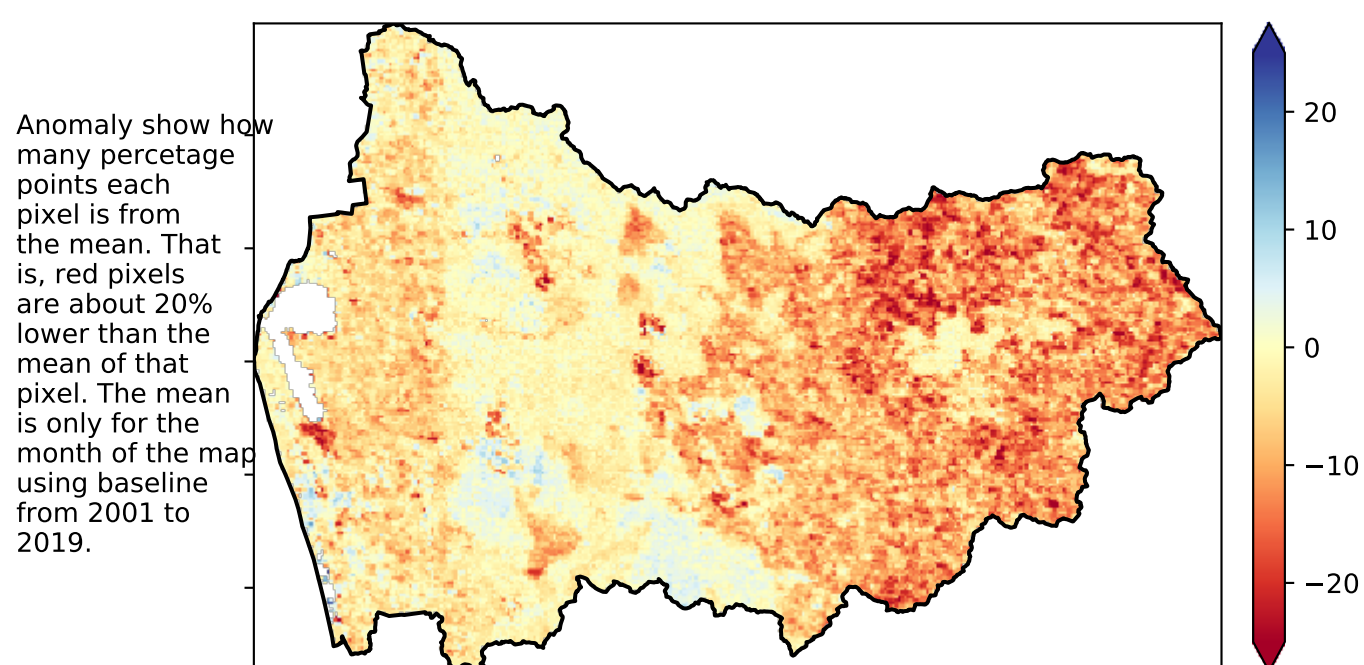 Anomaly show how
many percetage
points each
pixel is from
the mean. That
is, red pixels
are about 20%
lower than the
mean of that
pixel. The mean
is only for the
month of the map
using baseline
from 2001 to
2019.
20
10
0
−10
−20